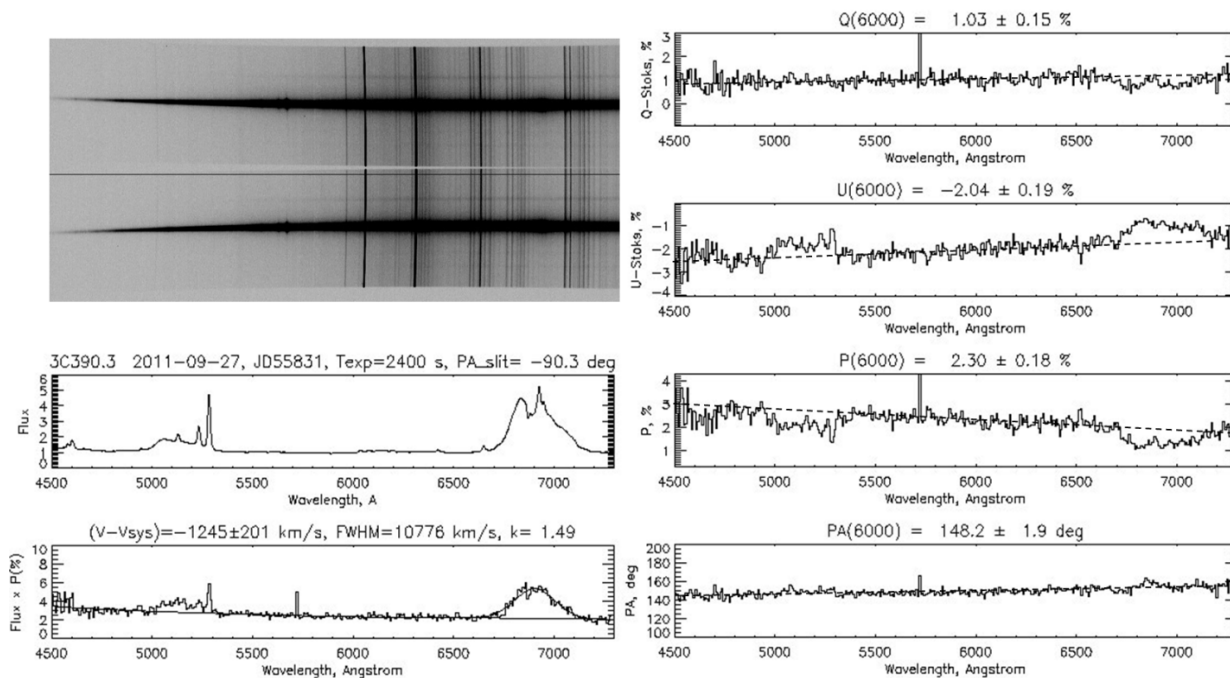 3C390.3 2011-09-27, JD55831, Texp=2400 s, PA_slit= -90.3 deg
6
5
4
3
2
1
0
Flux
4500 5000 5500 6000 6500 7000
Wavelength, A
(V-Vsys)=-1245±201 km/s, FWHM=10776 km/s, k= 1.49
10
8
6
4
2
0
Flux x P(%)
4500 5000 5500 6000 6500 7000
Wavelength, Angstrom
Q(6000) = 1.03 ± 0.15 %
3
2
1
0
Q-Stoks, %
4500 5000 5500 6000 6500 7000
Wavelength, Angstrom
U(6000) = -2.04 ± 0.19 %
-1
-2
-3
-4
U-Stoks, %
4500 5000 5500 6000 6500 7000
Wavelength, Angstrom
P(6000) = 2.30 ± 0.18 %
4
3
2
1
P, %
4500 5000 5500 6000 6500 7000
Wavelength, Angstrom
PA(6000) = 148.2 ± 1.9 deg
200
180
160
140
120
100
PA, deg
4500 5000 5500 6000 6500 7000
Wavelength, Angstrom